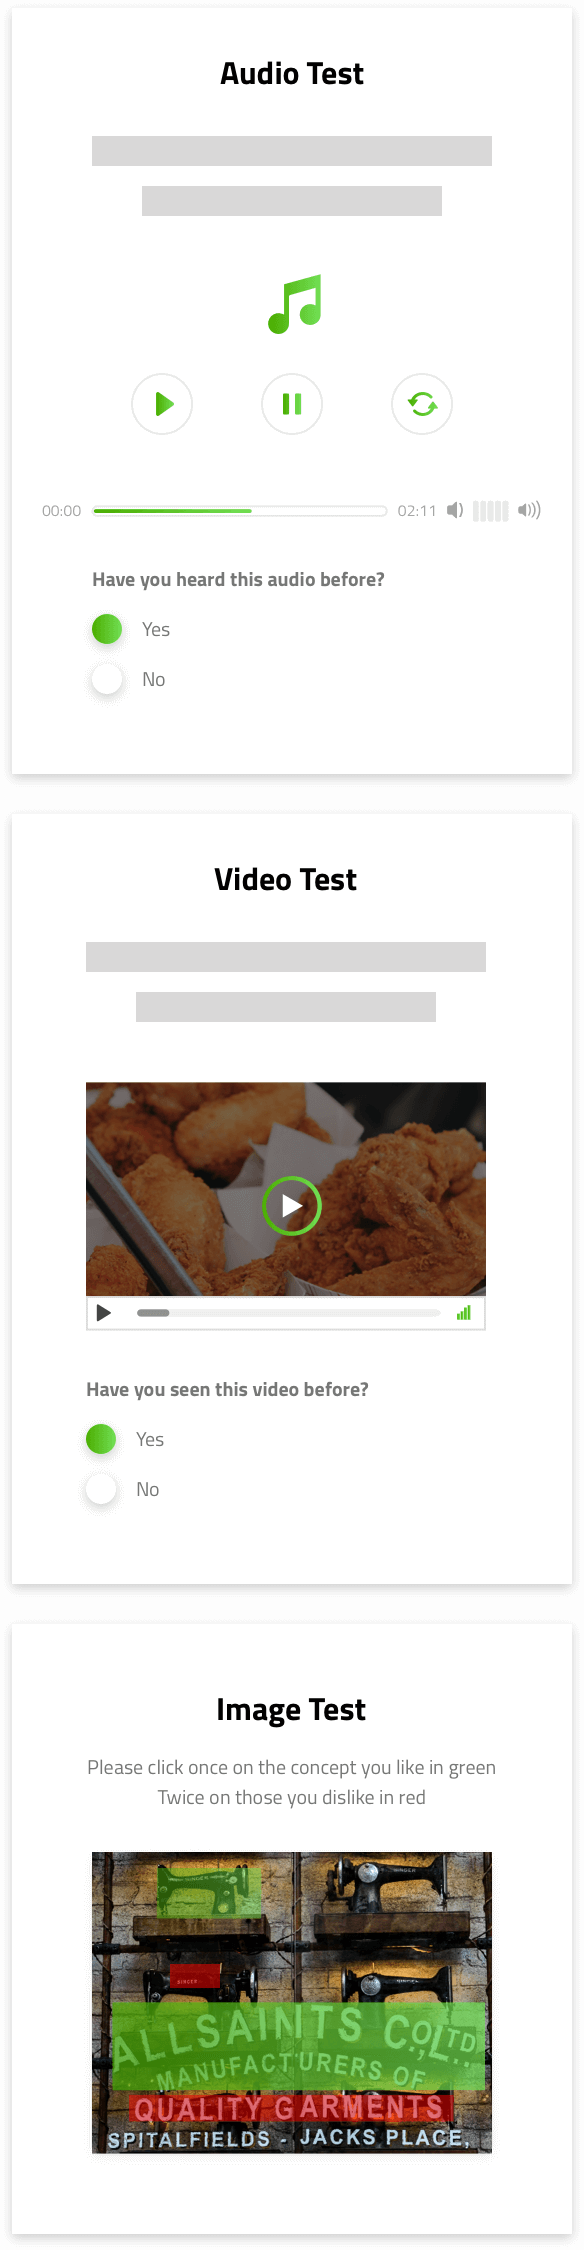 Audio Test
00:00
02:11
Have you heard this audio before?
Yes
No
Video Test
Have you seen this video before?
Yes
No
Image Test
Please click once on the concept you like in green
Twice on those you dislike in red
SINGER
SINGER
ALLSAINTS CO., LTD.
MANUFACTURERS OF
QUALITY GARMENTS
SPITALFIELDS - JACKS PLACE,